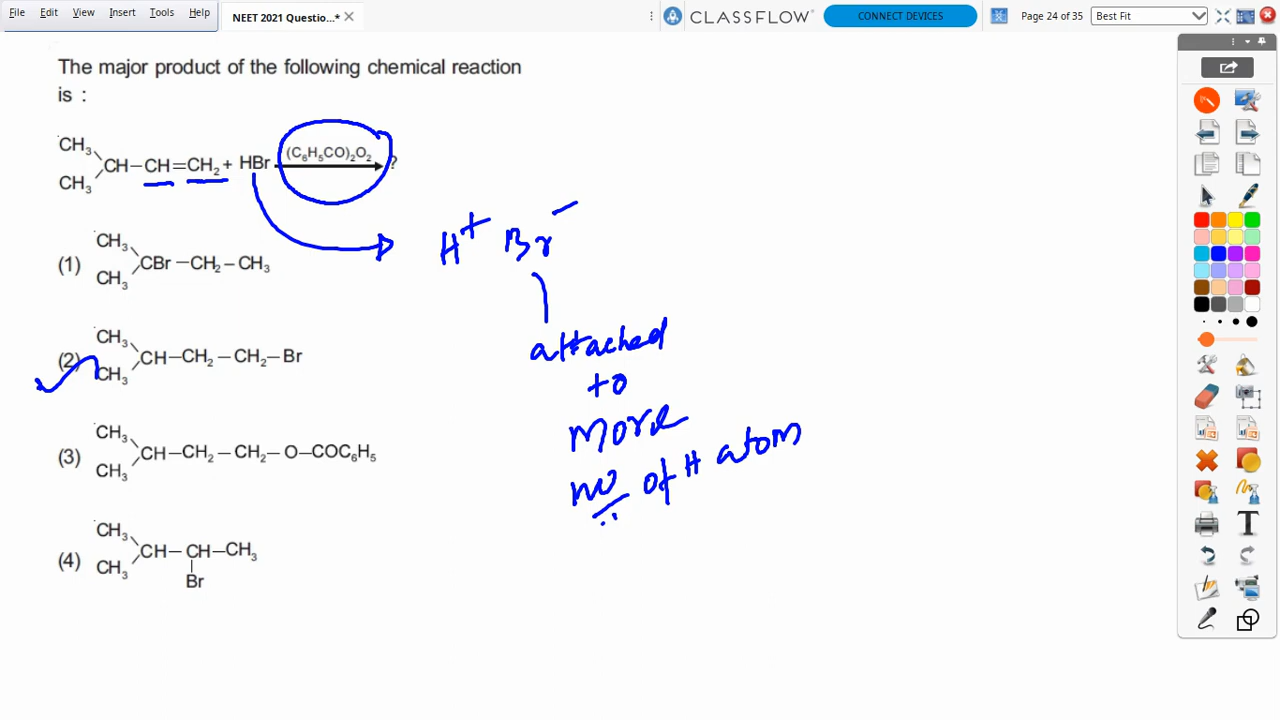 File Edit View Insert Tools Help
NEET 2021 Questio...*
CLASSFLOW
CONNECT DEVICES
Page 24 of 35
Best Fit
The major product of the following chemical reaction
is :
CH₃
CH₃
CH–CH=CH₂ + HBr (C₆H₅CO)₂O₂ ?
H⁺ Br⁻
(1) CH₃
CH₃
CBr –CH₂ – CH₃
attached
to
more
no of H atom
(2) CH₃
CH₃
CH–CH₂ – CH₂–Br
(3) CH₃
CH₃
CH–CH₂ – CH₂– O–COC₆H₅
(4) CH₃
CH₃
CH– CH–CH₃
Br